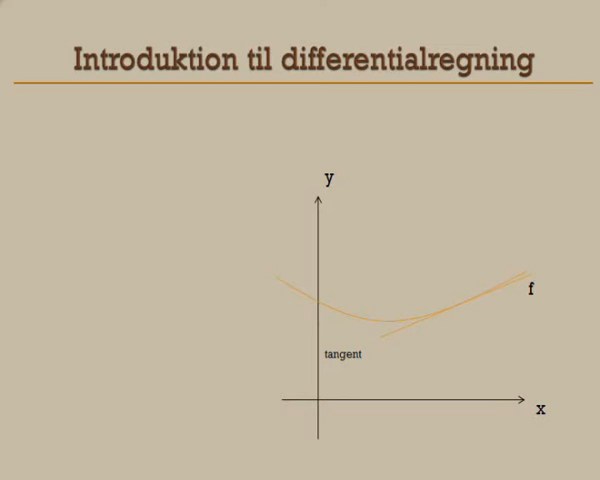 Introduktion til differentialregning
y
f
tangent
x